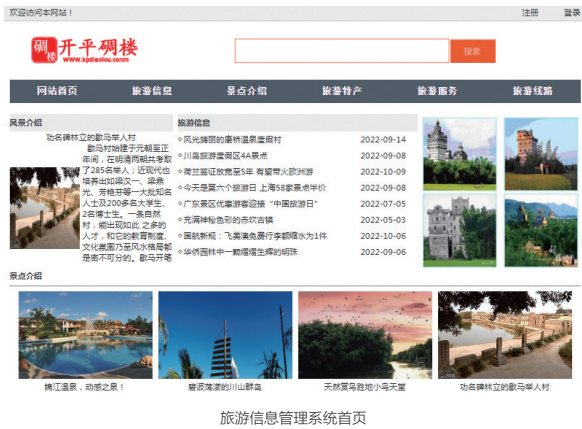 欢迎访问本网站！ 注册 登录
碉楼 开平碉楼
www.kpdiaolou.conm
搜索
网站首页 旅游信息 景点介绍 旅游特产 旅游服务 旅游线路
风景介绍
功名碑林立的歇马举人村
歇马村始建于元朝至正
年间，在明清两朝共考取
了285名举人；近现代也
培养出如梁汉一、梁鼎
光、芳艳芬等一大批知名
人士及200多名大学生、
2名博士生。一条自然
村，能出现如此 之多的
人才，和它的教育制度、
文化氛围乃至风水格局都
是密不可分的。歇马开笔
旅游信息
风光旖丽的康桥温泉度假村 2022-09-14
川岛旅游度假区4A景点 2022-09-08
荷兰签证放宽至5年 有望带火欧洲游 2022-10-09
今天是第六个旅游日 上海58家景点半价 2022-09-08
广东景区优惠游客迎接 “中国旅游日” 2022-07-05
充满神秘色彩的赤坎古镇 2022-05-03
国航新规：飞美澳免费行李额缩水为1件 2022-10-06
华侨园林中一颗熠熠生辉的明珠 2022-09-06
景点介绍
锦江温泉，动感之泉！
碧波荡漾的川山群岛
天然赏鸟胜地小鸟天堂
功名碑林立的歇马举人村
旅游信息管理系统首页